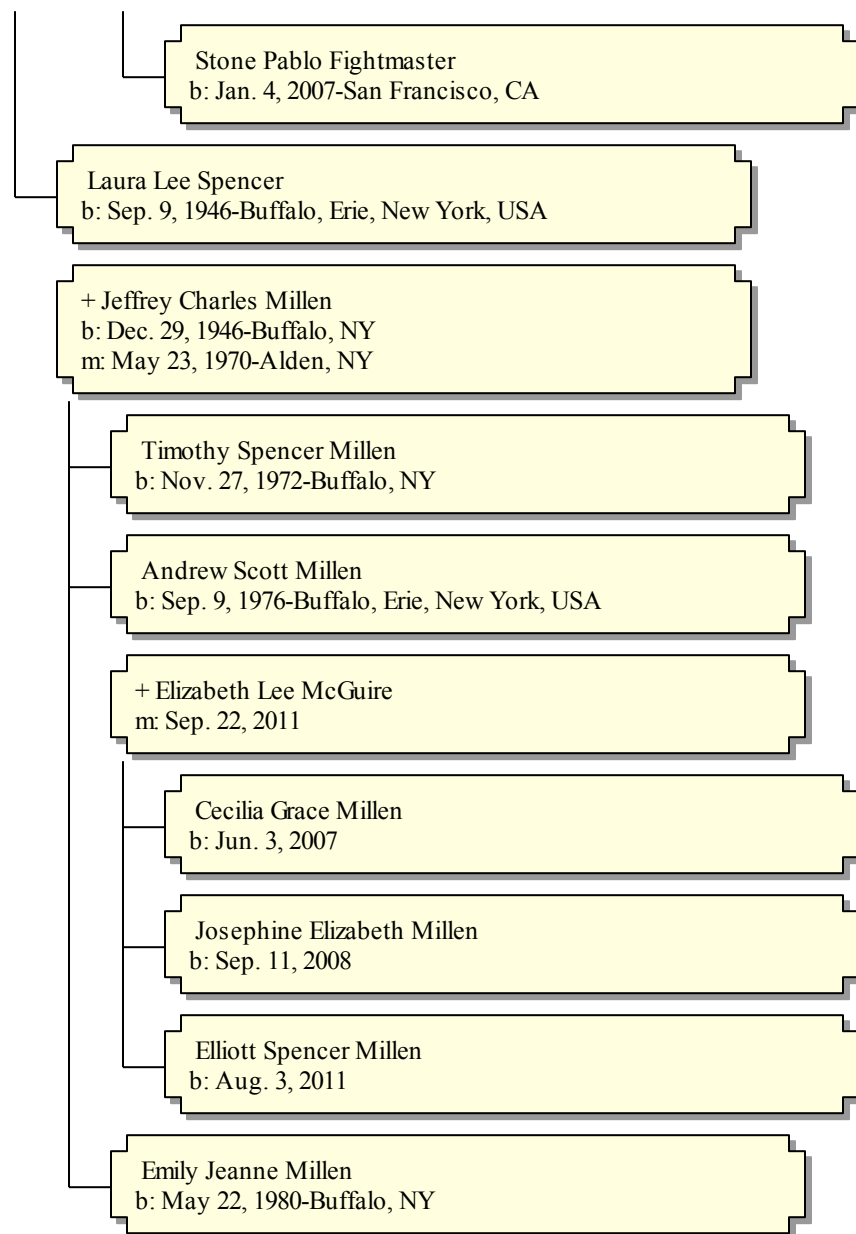 Stone Pablo Fightmaster
b: Jan. 4, 2007-San Francisco, CA
Laura Lee Spencer
b: Sep. 9, 1946-Buffalo, Erie, New York, USA
+ Jeffrey Charles Millen
b: Dec. 29, 1946-Buffalo, NY
m: May 23, 1970-Alden, NY
Timothy Spencer Millen
b: Nov. 27, 1972-Buffalo, NY
Andrew Scott Millen
b: Sep. 9, 1976-Buffalo, Erie, New York, USA
+ Elizabeth Lee McGuire
m: Sep. 22, 2011
Cecilia Grace Millen
b: Jun. 3, 2007
Josephine Elizabeth Millen
b: Sep. 11, 2008
Elliott Spencer Millen
b: Aug. 3, 2011
Emily Jeanne Millen
b: May 22, 1980-Buffalo, NY